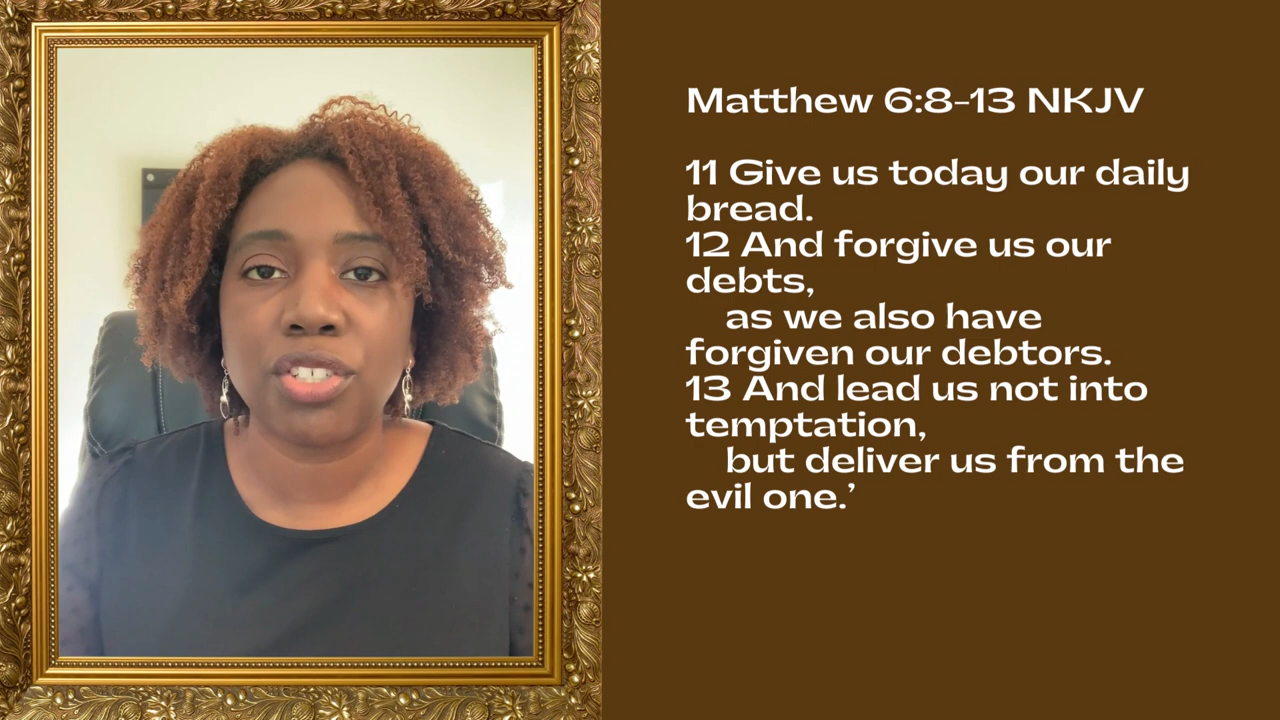 Matthew 6:8-13 NKJV
11 Give us today our daily
bread.
12 And forgive us our
debts,
as we also have
forgiven our debtors.
13 And lead us not into
temptation,
but deliver us from the
evil one.’